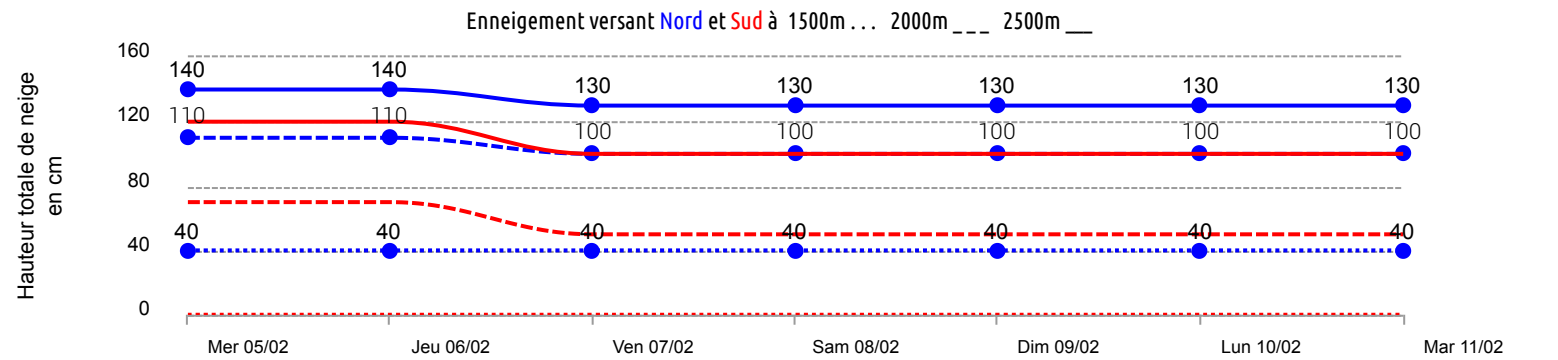 Enneigement versant Nord et Sud à 1500m . . . 2000m _ _ _ 2500m __
Hauteur totale de neige
en cm
160
140 140 130 130 130 130 130
120
110 110 100 100 100 100 100
80
40
40 40 40 40 40 40 40
0
Mer 05/02 Jeu 06/02 Ven 07/02 Sam 08/02 Dim 09/02 Lun 10/02 Mar 11/02